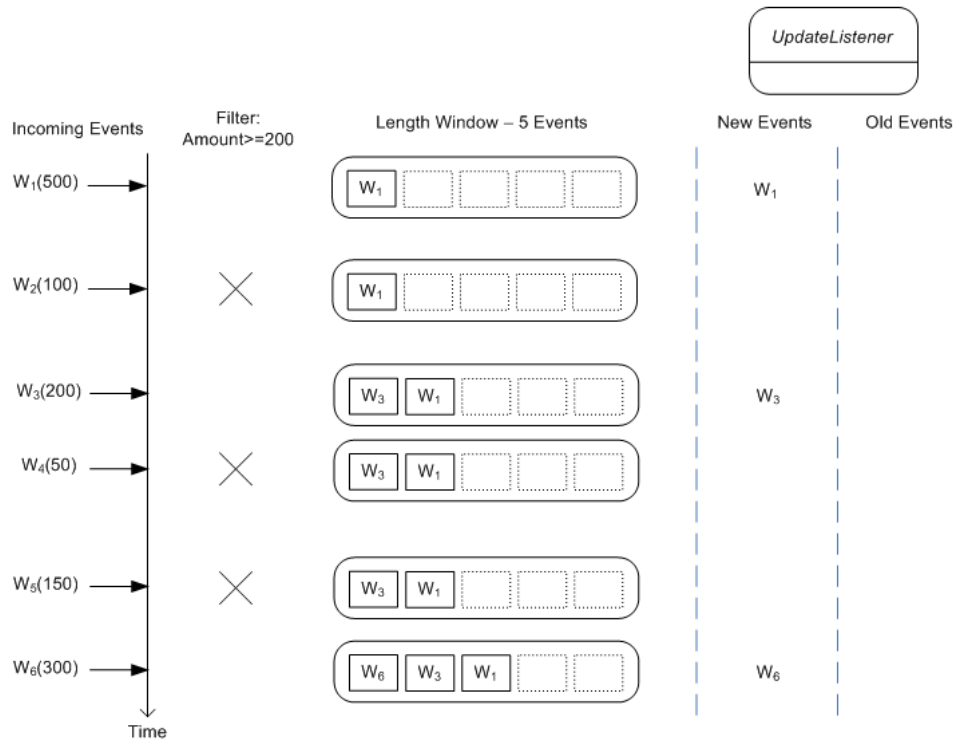 UpdateListener
Incoming Events
Filter:
Amount>=200
Length Window – 5 Events
New Events
Old Events
W₁(500)
W₁
W₁
W₂(100)
W₁
W₃(200)
W₃ W₁
W₃
W₄(50)
W₃ W₁
W₅(150)
W₃ W₁
W₆(300)
W₆ W₃ W₁
W₆
Time